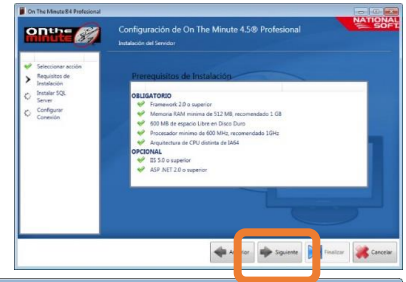 On The Minute® 4 Profesional
onthe
minute
Configuración de On The Minute 4.5® Profesional
Instalación del Servidor
NATIONAL
SOFT
Seleccionar acción
Requisitos de
Instalación
Instalar SQL
Server
Configurar
Conexión
Prerequisitos de Instalación
OBLIGATORIO
Framework 2.0 o superior
Memoria RAM minima de 512 MB, recomendado 1 GB
600 MB de espacio Libre en Disco Duro
Procesador minimo de 600 MHz, recomendado 1GHz
Arquitectura de CPU distinta de IA64
OPCIONAL
IIS 5.0 o superior
ASP .NET 2.0 o superior
Siguiente
Finalizar
Cancelar